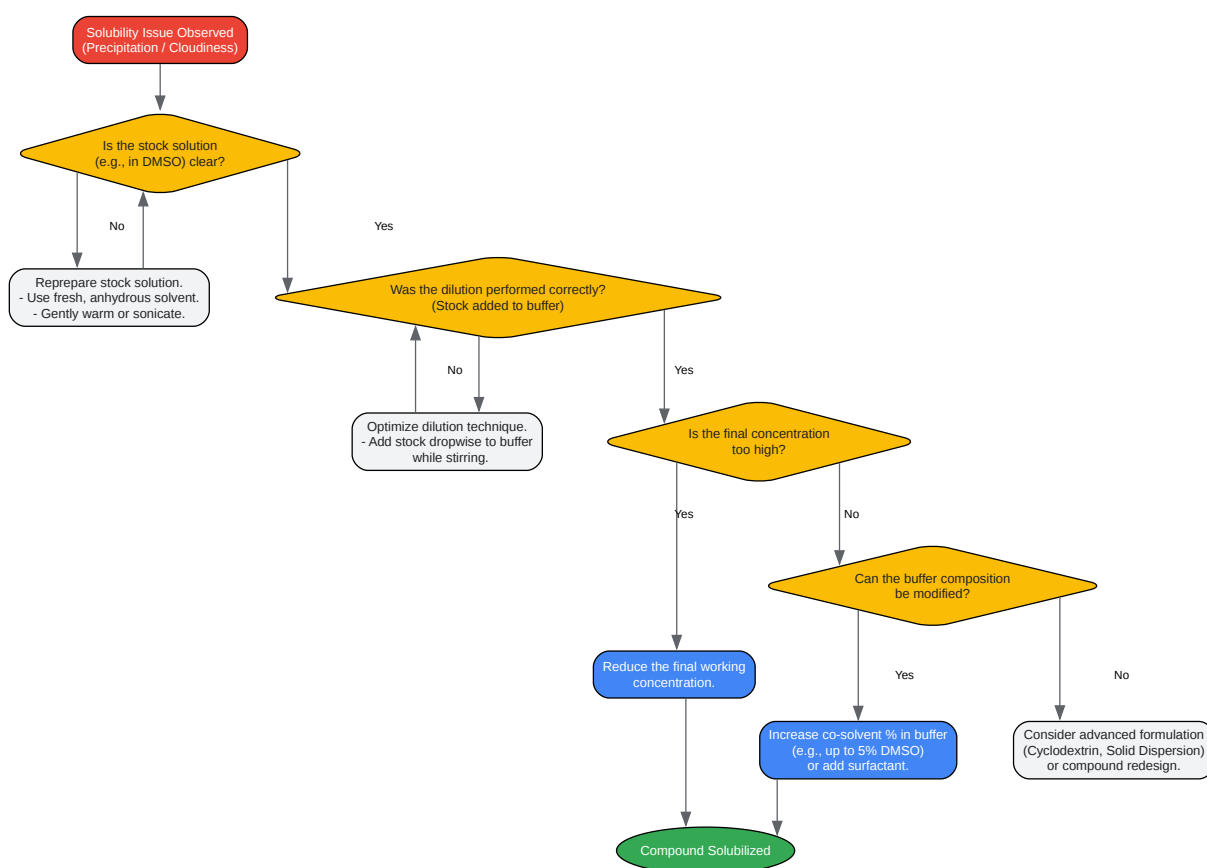 Solubility Issue Observed
(Precipitation / Cloudiness)
Is the stock solution
(e.g., in DMSO) clear?
No
Yes
Reprepare stock solution.
- Use fresh, anhydrous solvent.
- Gently warm or sonicate.
Was the dilution performed correctly?
(Stock added to buffer)
No
Yes
Optimize dilution technique.
- Add stock dropwise to buffer
while stirring.
Is the final concentration
too high?
Yes
No
Can the buffer composition
be modified?
Reduce the final working
concentration.
Yes
No
Increase co-solvent % in buffer
(e.g., up to 5% DMSO)
or add surfactant.
Consider advanced formulation
(Cyclodextrin, Solid Dispersion)
or compound redesign.
Compound Solubilized